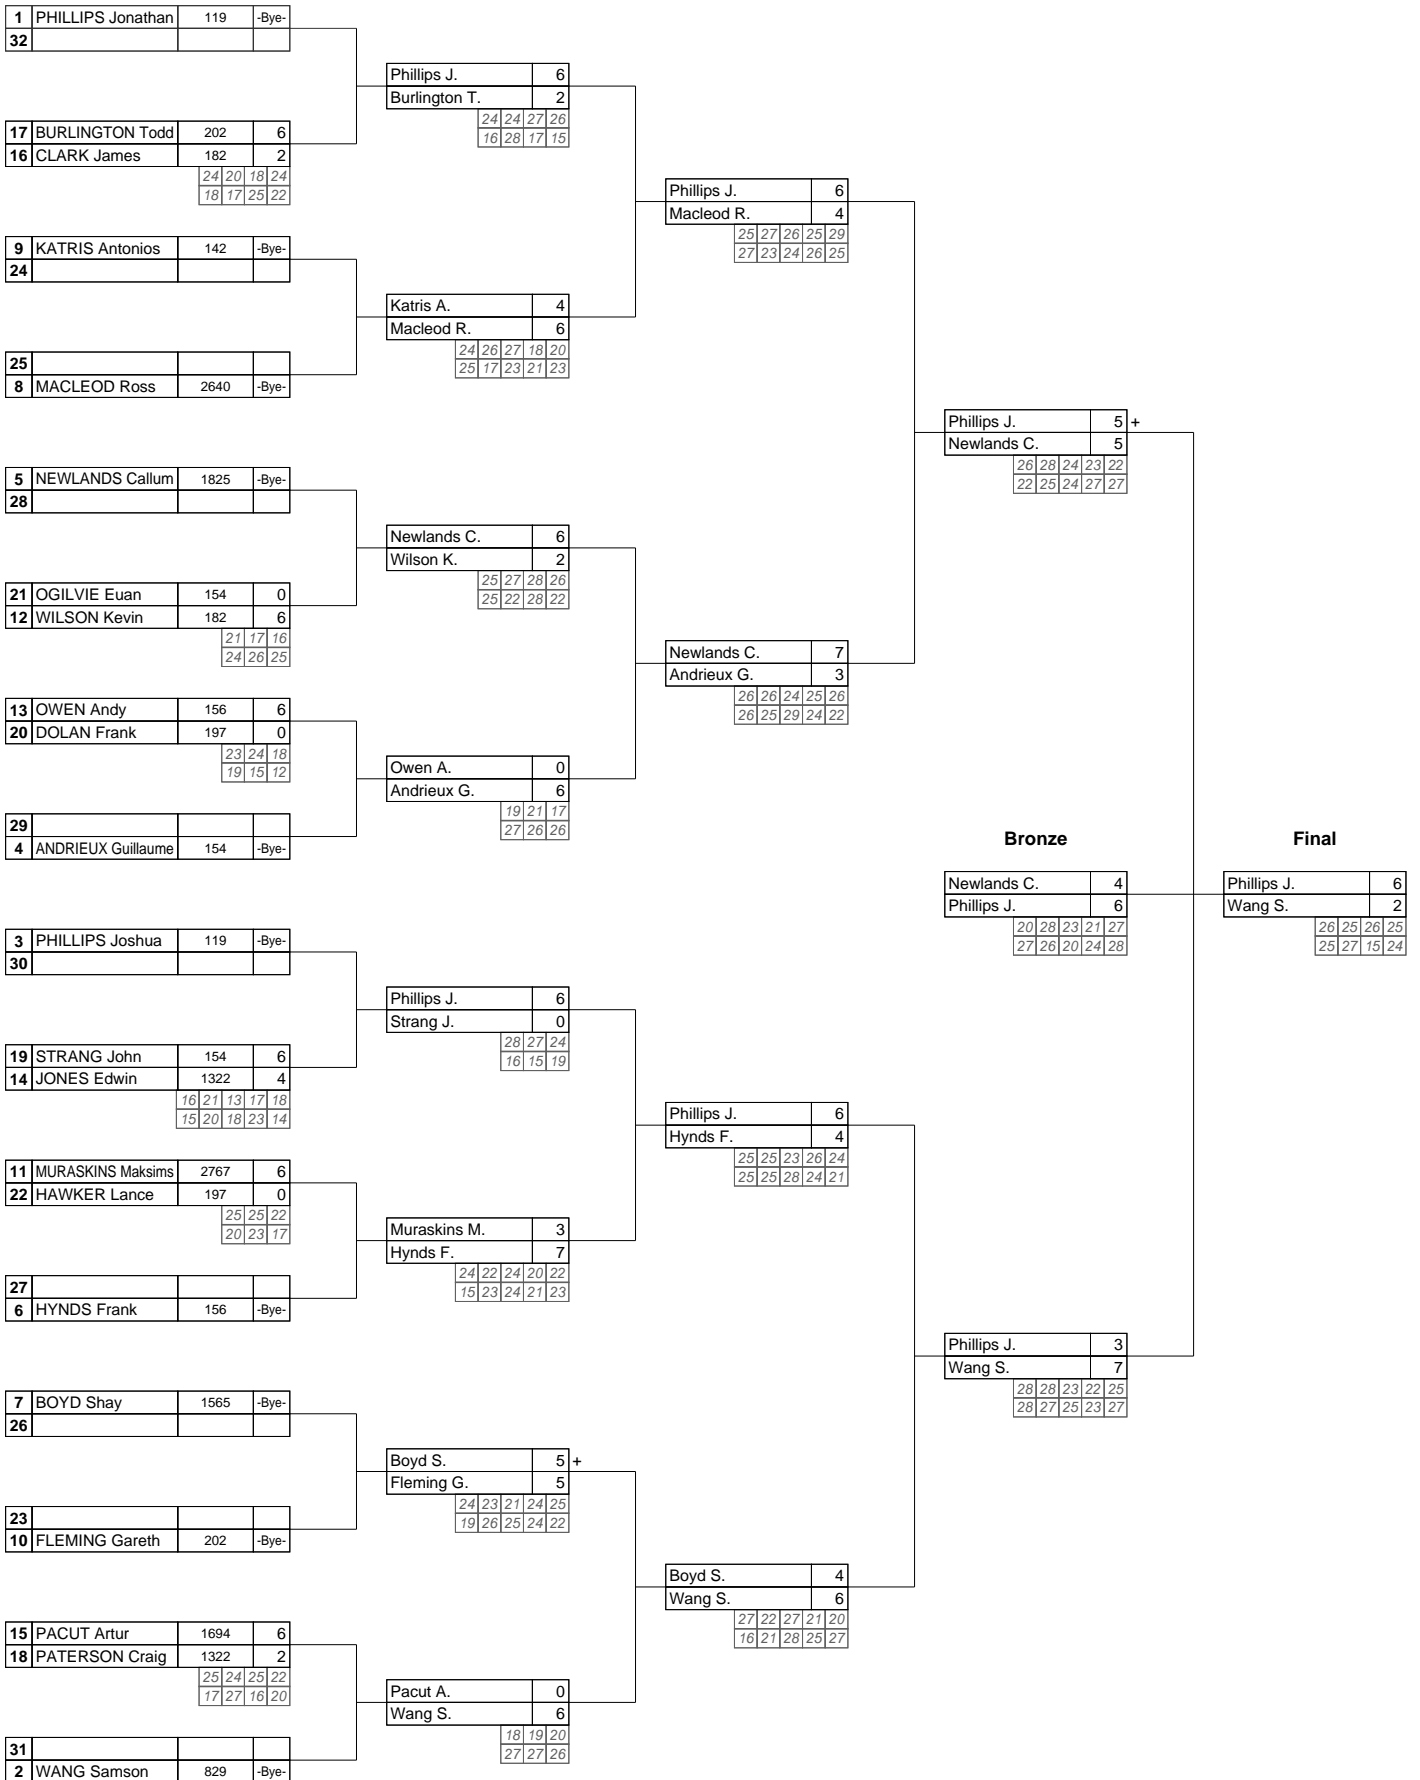 1 PHILLIPS Jonathan 119 -Bye-
32
Phillips J. 6
Burlington T. 2
24 24 27 26
16 28 17 15
17 BURLINGTON Todd 202 6
16 CLARK James 182 2
24 20 18 24
18 17 25 22
Phillips J. 6
Macleod R. 4
25 27 26 25 29
27 23 24 26 25
9 KATRIS Antonios 142 -Bye-
24
Katris A. 4
Macleod R. 6
24 26 27 18 20
25 17 23 21 23
25
8 MACLEOD Ross 2640 -Bye-
Phillips J. 5 +
Newlands C. 5
26 28 24 23 22
22 25 24 27 27
5 NEWLANDS Callum 1825 -Bye-
28
Newlands C. 6
Wilson K. 2
25 27 28 26
25 22 28 22
21 OGILVIE Euan 154 0
12 WILSON Kevin 182 6
21 17 16
24 26 25
Newlands C. 7
Andrieux G. 3
26 26 24 25 26
26 25 29 24 22
13 OWEN Andy 156 6
20 DOLAN Frank 197 0
23 24 18
19 15 12
Owen A. 0
Andrieux G. 6
19 21 17
27 26 26
29
4 ANDRIEUX Guillaume 154 -Bye-
Bronze
Final
Newlands C. 4
Phillips J. 6
20 28 23 21 27
27 26 20 24 28
Phillips J. 6
Wang S. 2
26 25 26 25
25 27 15 24
3 PHILLIPS Joshua 119 -Bye-
30
Phillips J. 6
Strang J. 0
28 27 24
16 15 19
19 STRANG John 154 6
14 JONES Edwin 1322 4
16 21 13 17 18
15 20 18 23 14
Phillips J. 6
Hynds F. 4
25 25 23 26 24
25 25 28 24 21
11 MURASKINS Maksims 2767 6
22 HAWKER Lance 197 0
25 25 22
20 23 17
Muraskins M. 3
Hynds F. 7
24 22 24 20 22
15 23 24 21 23
27
6 HYNDS Frank 156 -Bye-
Phillips J. 3
Wang S. 7
28 28 23 22 25
28 27 25 23 27
7 BOYD Shay 1565 -Bye-
26
Boyd S. 5 +
Fleming G. 5
24 23 21 24 25
19 26 25 24 22
23
10 FLEMING Gareth 202 -Bye-
Boyd S. 4
Wang S. 6
27 22 27 21 20
16 21 28 25 27
15 PACUT Artur 1694 6
18 PATERSON Craig 1322 2
25 24 25 22
17 27 16 20
Pacut A. 0
Wang S. 6
18 19 20
27 27 26
31
2 WANG Samson 829 -Bye-